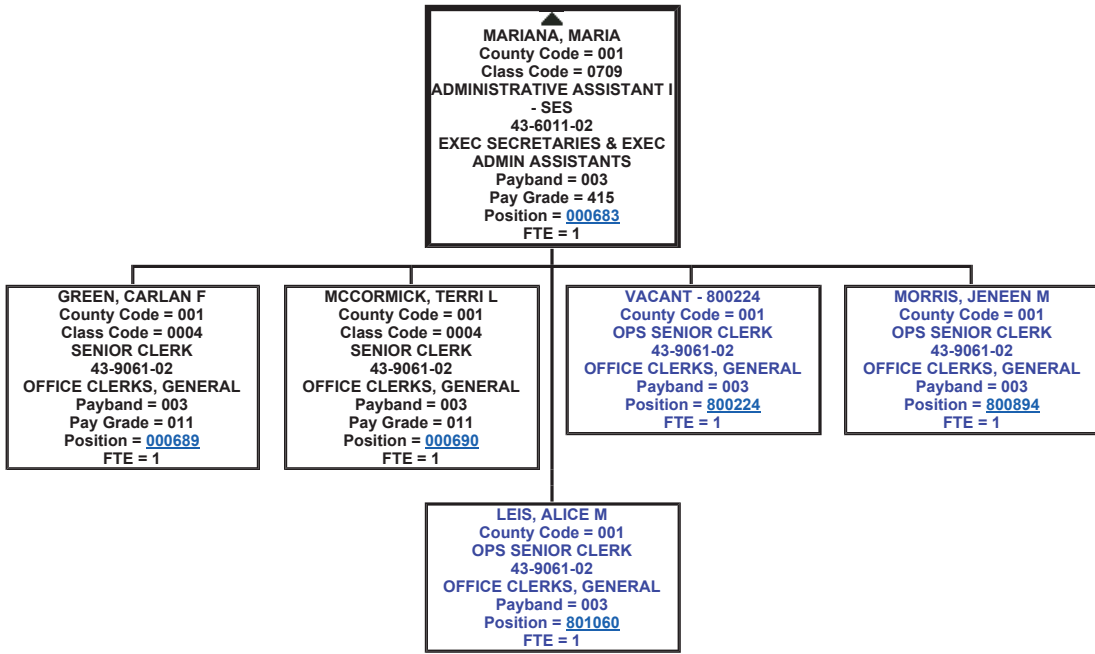 MARIANA, MARIA
County Code = 001
Class Code = 0709
ADMINISTRATIVE ASSISTANT I
- SES
43-6011-02
EXEC SECRETARIES & EXEC
ADMIN ASSISTANTS
Payband = 003
Pay Grade = 415
Position = 000683
FTE = 1
GREEN, CARLAN F
County Code = 001
Class Code = 0004
SENIOR CLERK
43-9061-02
OFFICE CLERKS, GENERAL
Payband = 003
Pay Grade = 011
Position = 000689
FTE = 1
MCCORMICK, TERRI L
County Code = 001
Class Code = 0004
SENIOR CLERK
43-9061-02
OFFICE CLERKS, GENERAL
Payband = 003
Pay Grade = 011
Position = 000690
FTE = 1
VACANT - 800224
County Code = 001
OPS SENIOR CLERK
43-9061-02
OFFICE CLERKS, GENERAL
Payband = 003
Position = 800224
FTE = 1
MORRIS, JENEEN M
County Code = 001
OPS SENIOR CLERK
43-9061-02
OFFICE CLERKS, GENERAL
Payband = 003
Position = 800894
FTE = 1
LEIS, ALICE M
County Code = 001
OPS SENIOR CLERK
43-9061-02
OFFICE CLERKS, GENERAL
Payband = 003
Position = 801060
FTE = 1